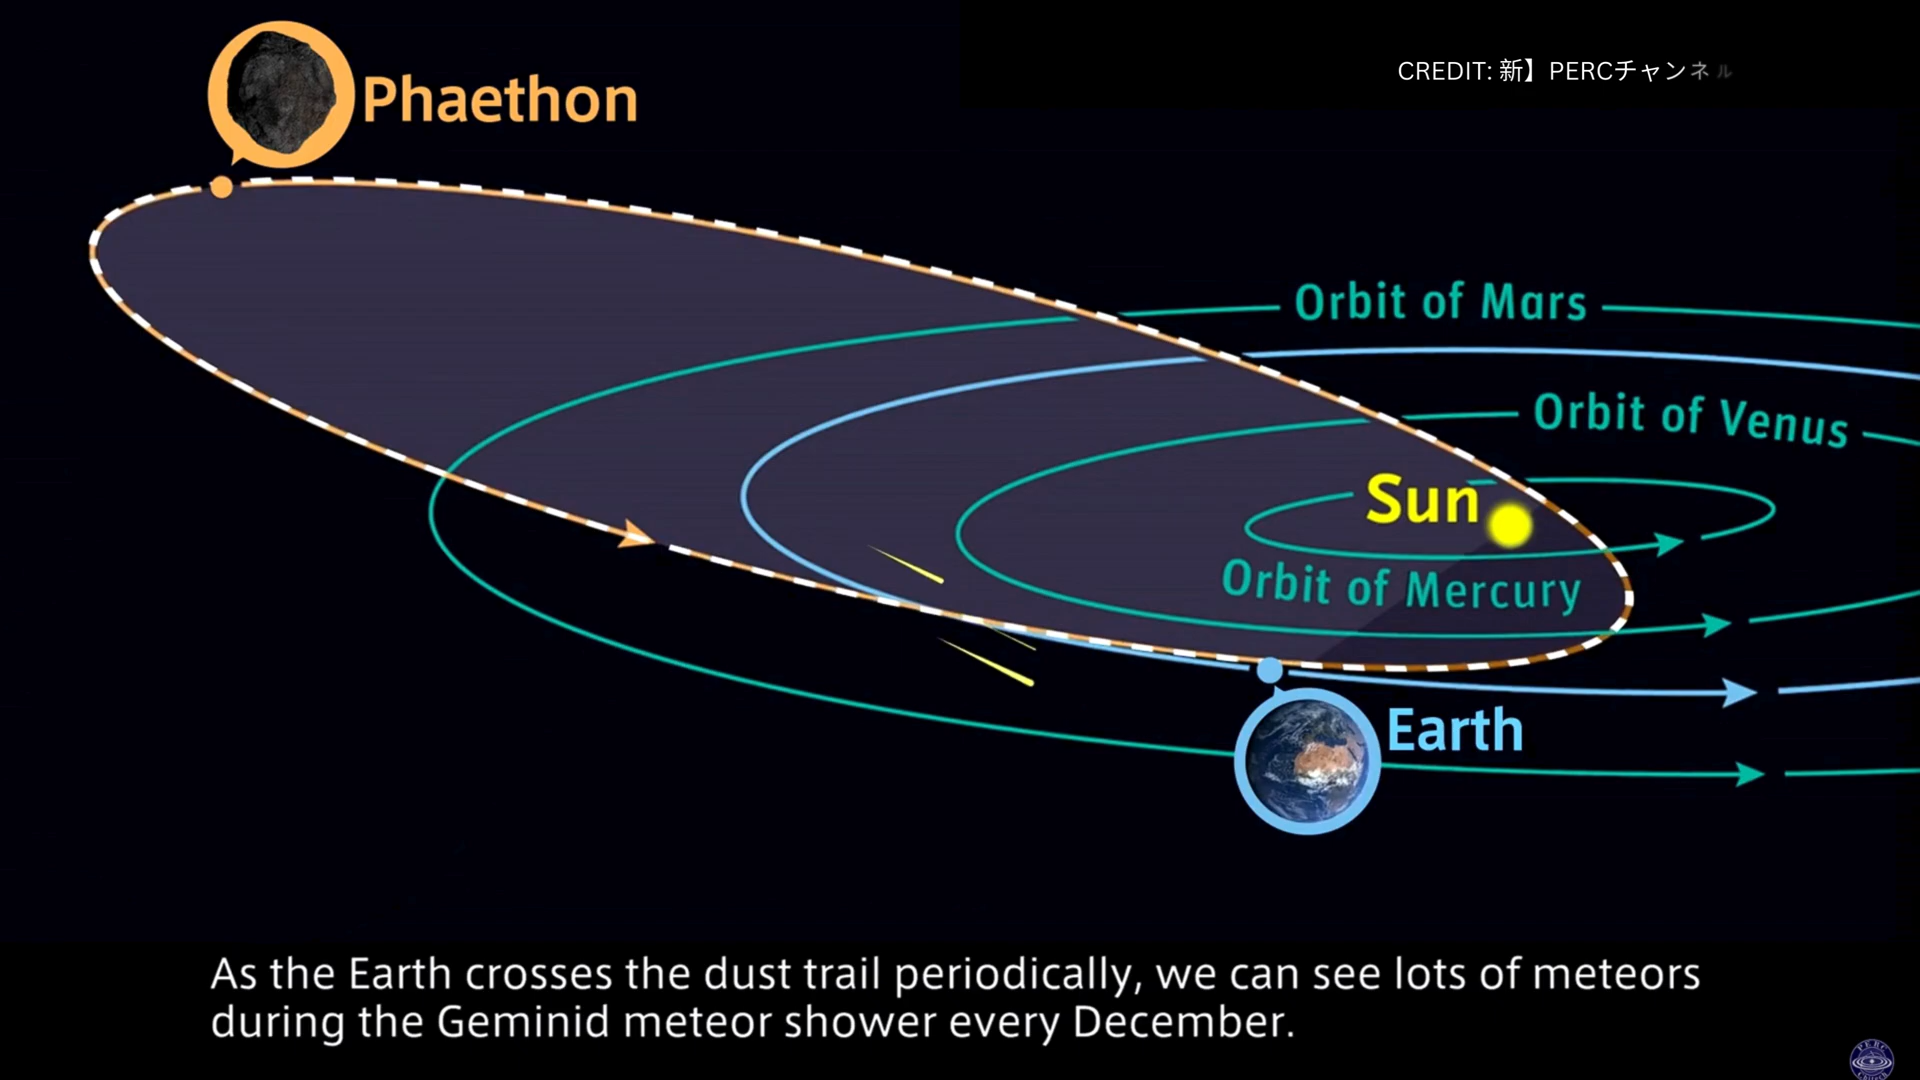 Phaethon
CREDIT: 新】PERCチャンネル
Orbit of Mars
Orbit of Venus
Sun
Orbit of Mercury
Earth
As the Earth crosses the dust trail periodically, we can see lots of meteors
during the Geminid meteor shower every December.
PERC